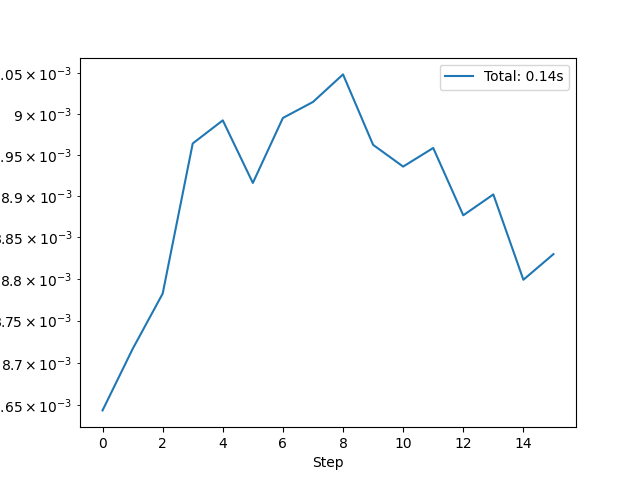 Total: 0.14s
.05 × 10⁻³
9 × 10⁻³
.95 × 10⁻³
8.9 × 10⁻³
8.85 × 10⁻³
8.8 × 10⁻³
8.75 × 10⁻³
8.7 × 10⁻³
.65 × 10⁻³
0 2 4 6 8 10 12 14
Step